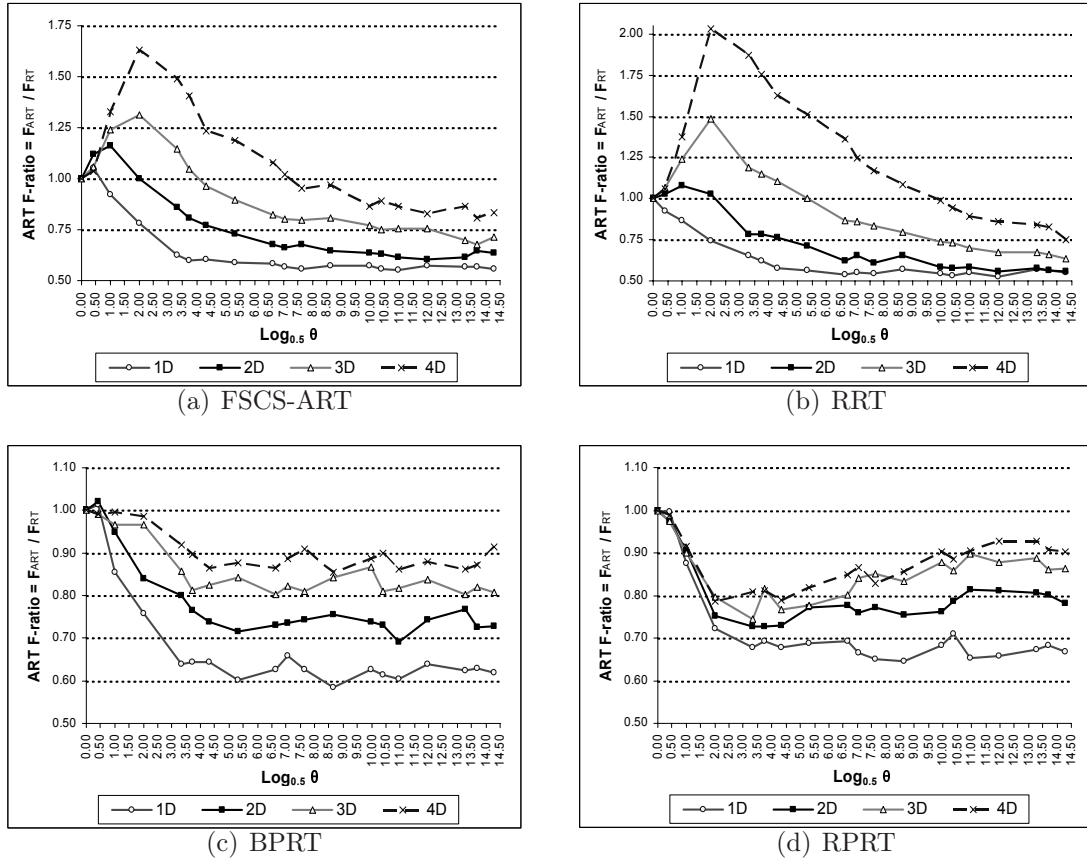 ART F-ratio = FART / FRT
1.75
1.50
1.25
1.00
0.75
0.50
0.00 0.50 1.00 1.50 2.00 2.50 3.00 3.50 4.00 4.50 5.00 5.50 6.00 6.50 7.00 7.50 8.00 8.50 9.00 9.50 10.00 10.50 11.00 11.50 12.00 12.50 13.00 13.50 14.00 14.50
Log0.5 θ
1D 2D 3D 4D
(a) FSCS-ART
ART F-ratio = FART / FRT
2.00
1.75
1.50
1.25
1.00
0.75
0.50
0.00 0.50 1.00 1.50 2.00 2.50 3.00 3.50 4.00 4.50 5.00 5.50 6.00 6.50 7.00 7.50 8.00 8.50 9.00 9.50 10.00 10.50 11.00 11.50 12.00 12.50 13.00 13.50 14.00 14.50
Log0.5 θ
1D 2D 3D 4D
(b) RRT
ART F-ratio = FART / FRT
1.10
1.00
0.90
0.80
0.70
0.60
0.50
0.00 0.50 1.00 1.50 2.00 2.50 3.00 3.50 4.00 4.50 5.00 5.50 6.00 6.50 7.00 7.50 8.00 8.50 9.00 9.50 10.00 10.50 11.00 11.50 12.00 12.50 13.00 13.50 14.00 14.50
Log0.5 θ
1D 2D 3D 4D
(c) BPRT
ART F-ratio = FART / FRT
1.10
1.00
0.90
0.80
0.70
0.60
0.50
0.00 0.50 1.00 1.50 2.00 2.50 3.00 3.50 4.00 4.50 5.00 5.50 6.00 6.50 7.00 7.50 8.00 8.50 9.00 9.50 10.00 10.50 11.00 11.50 12.00 12.50 13.00 13.50 14.00 14.50
Log0.5 θ
1D 2D 3D 4D
(d) RPRT